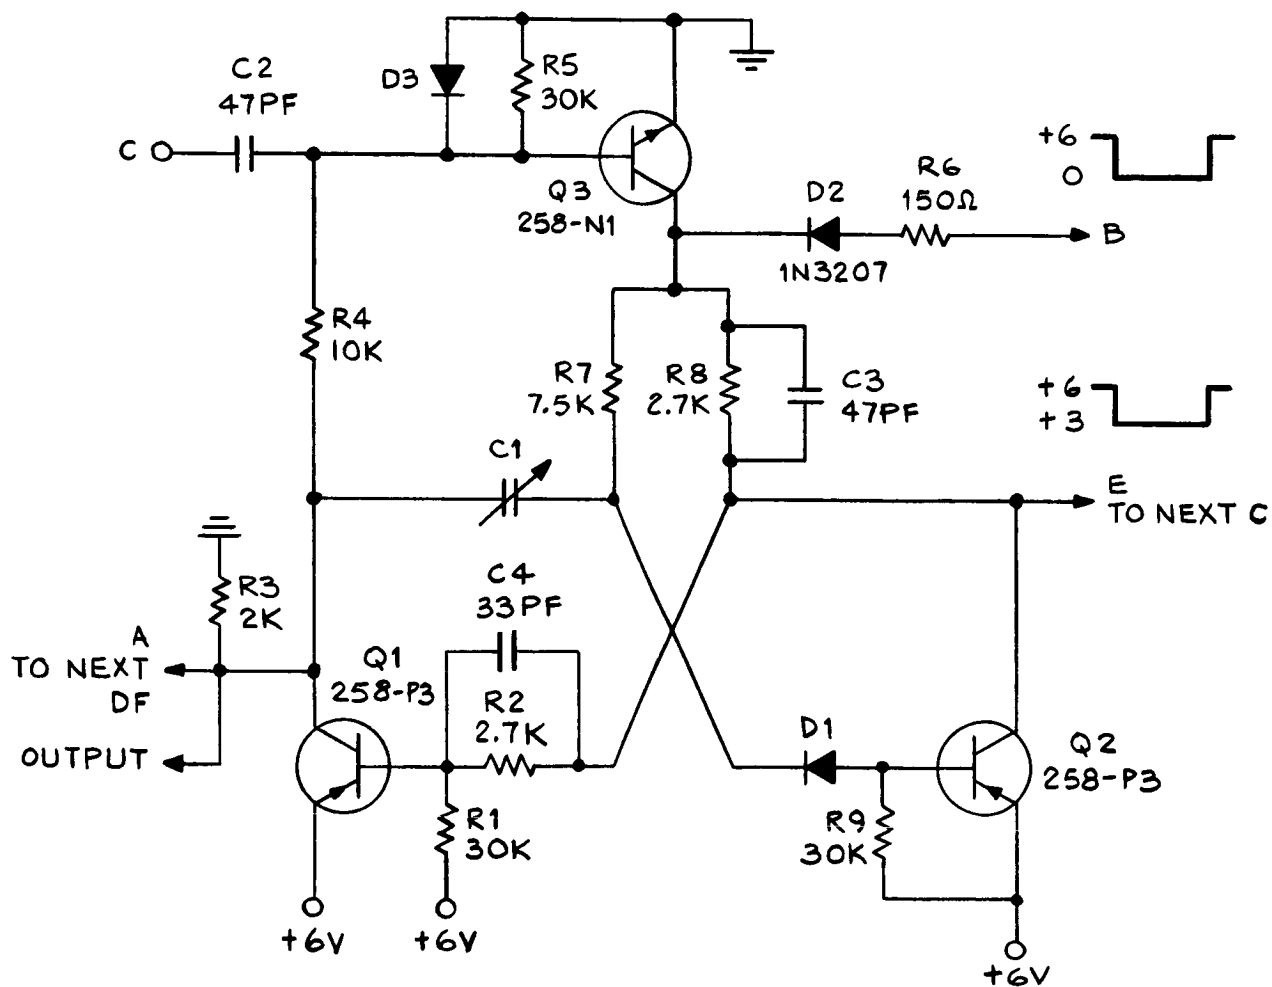 C2
47PF
D3
R5
30K
C
Q3
258-N1
+6
O
D2
R6
150Ω
B
1N3207
R4
10K
R7
7.5K
R8
2.7K
C3
47PF
+6
+3
C1
E
TO NEXT C
R3
2K
C4
33PF
A
TO NEXT
DF
Q1
258-P3
R2
2.7K
OUTPUT
D1
Q2
258-P3
R1
30K
R9
30K
+6V
+6V
+6V